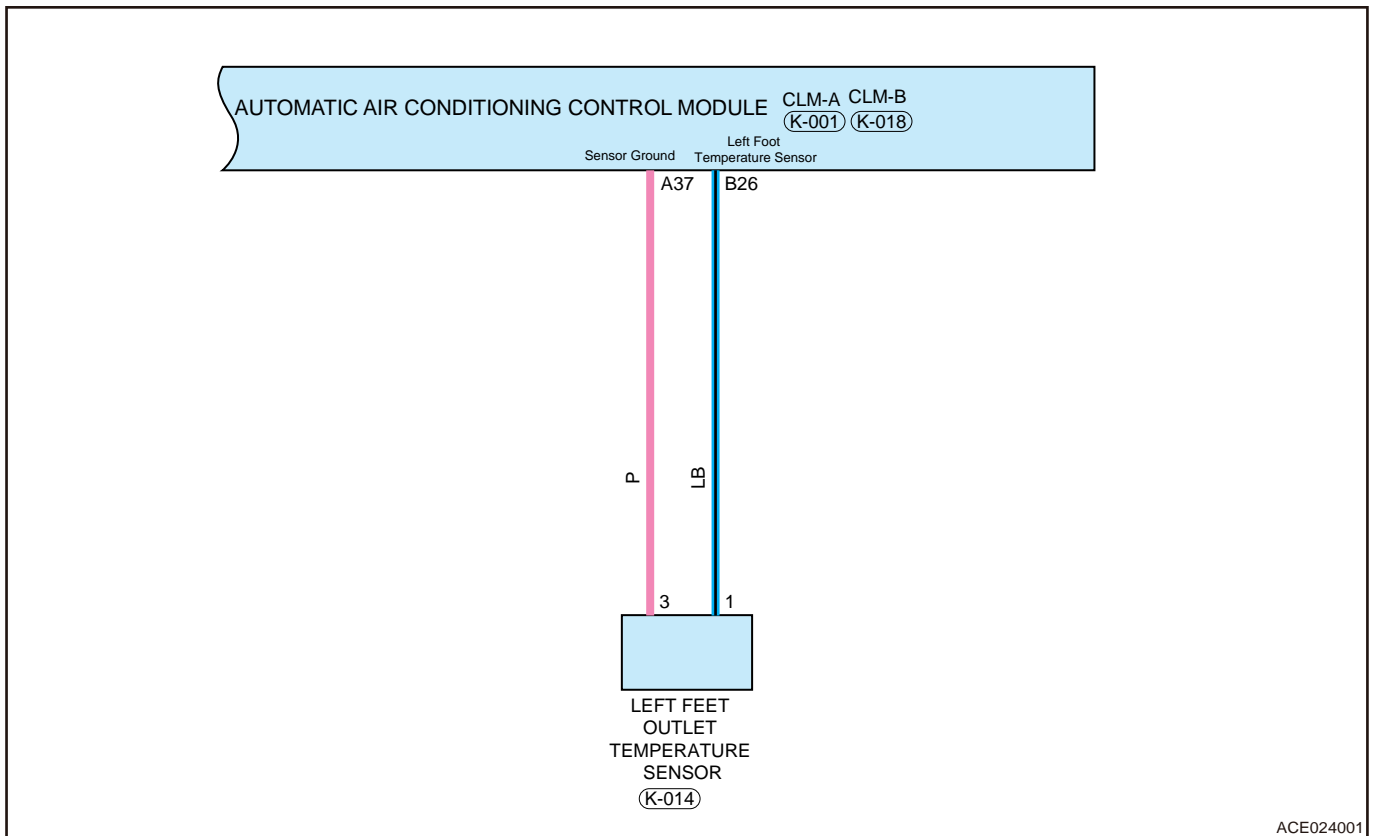 AUTOMATIC AIR CONDITIONING CONTROL MODULE CLM-A CLM-B
K-001 K-018
Sensor Ground
Left Foot
Temperature Sensor
A37 B26
P LB
3 1
LEFT FEET
OUTLET
TEMPERATURE
SENSOR
K-014
ACE024001